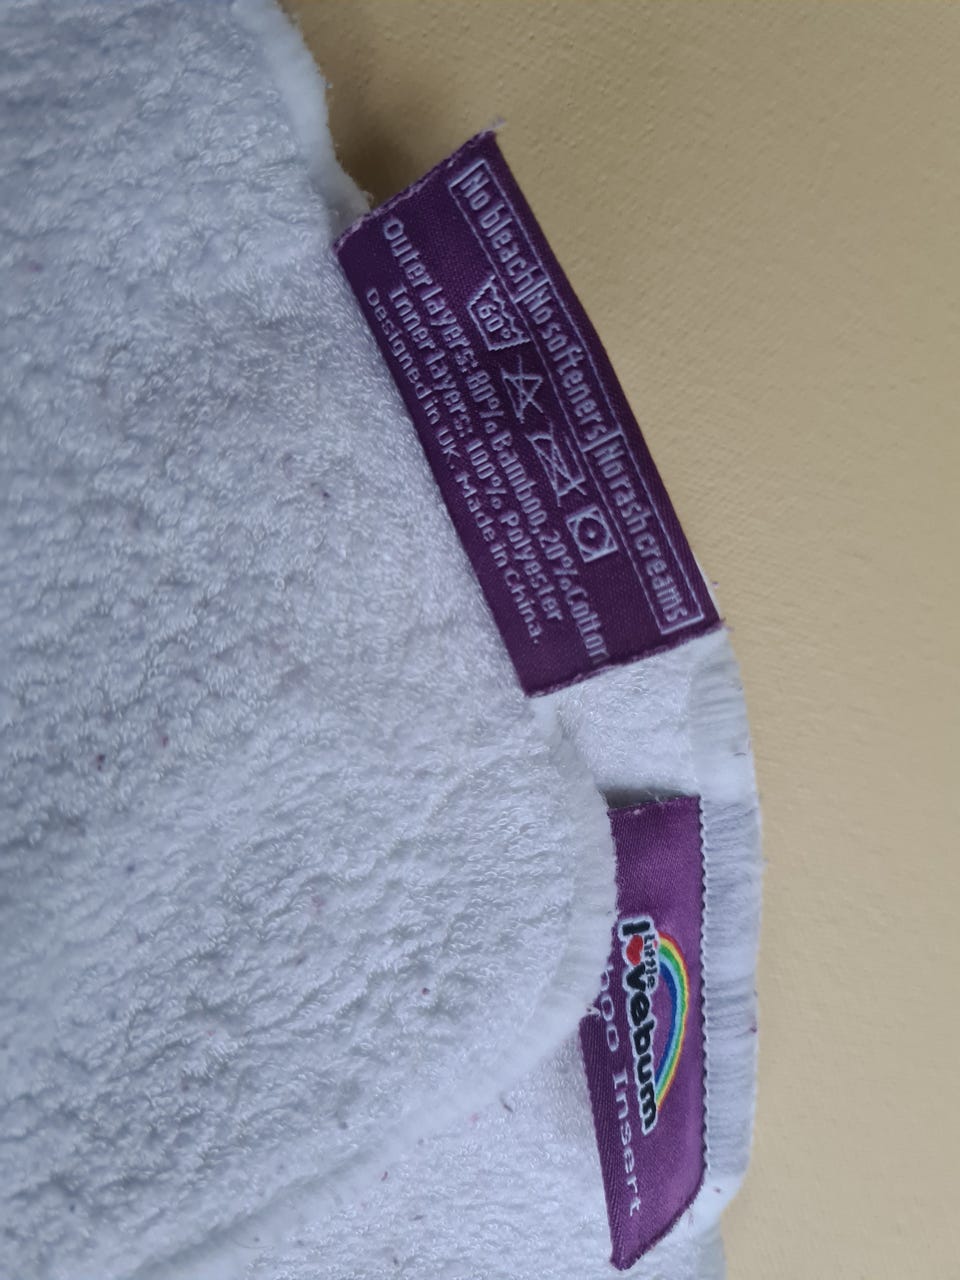 No bleach|No softeners|No rash creams
60°
Outer layers: 80% Bamboo, 20% Cotton
Inner layers: 100% Polyester
Designed in UK. Made in China.
Little
lovebum
Insert